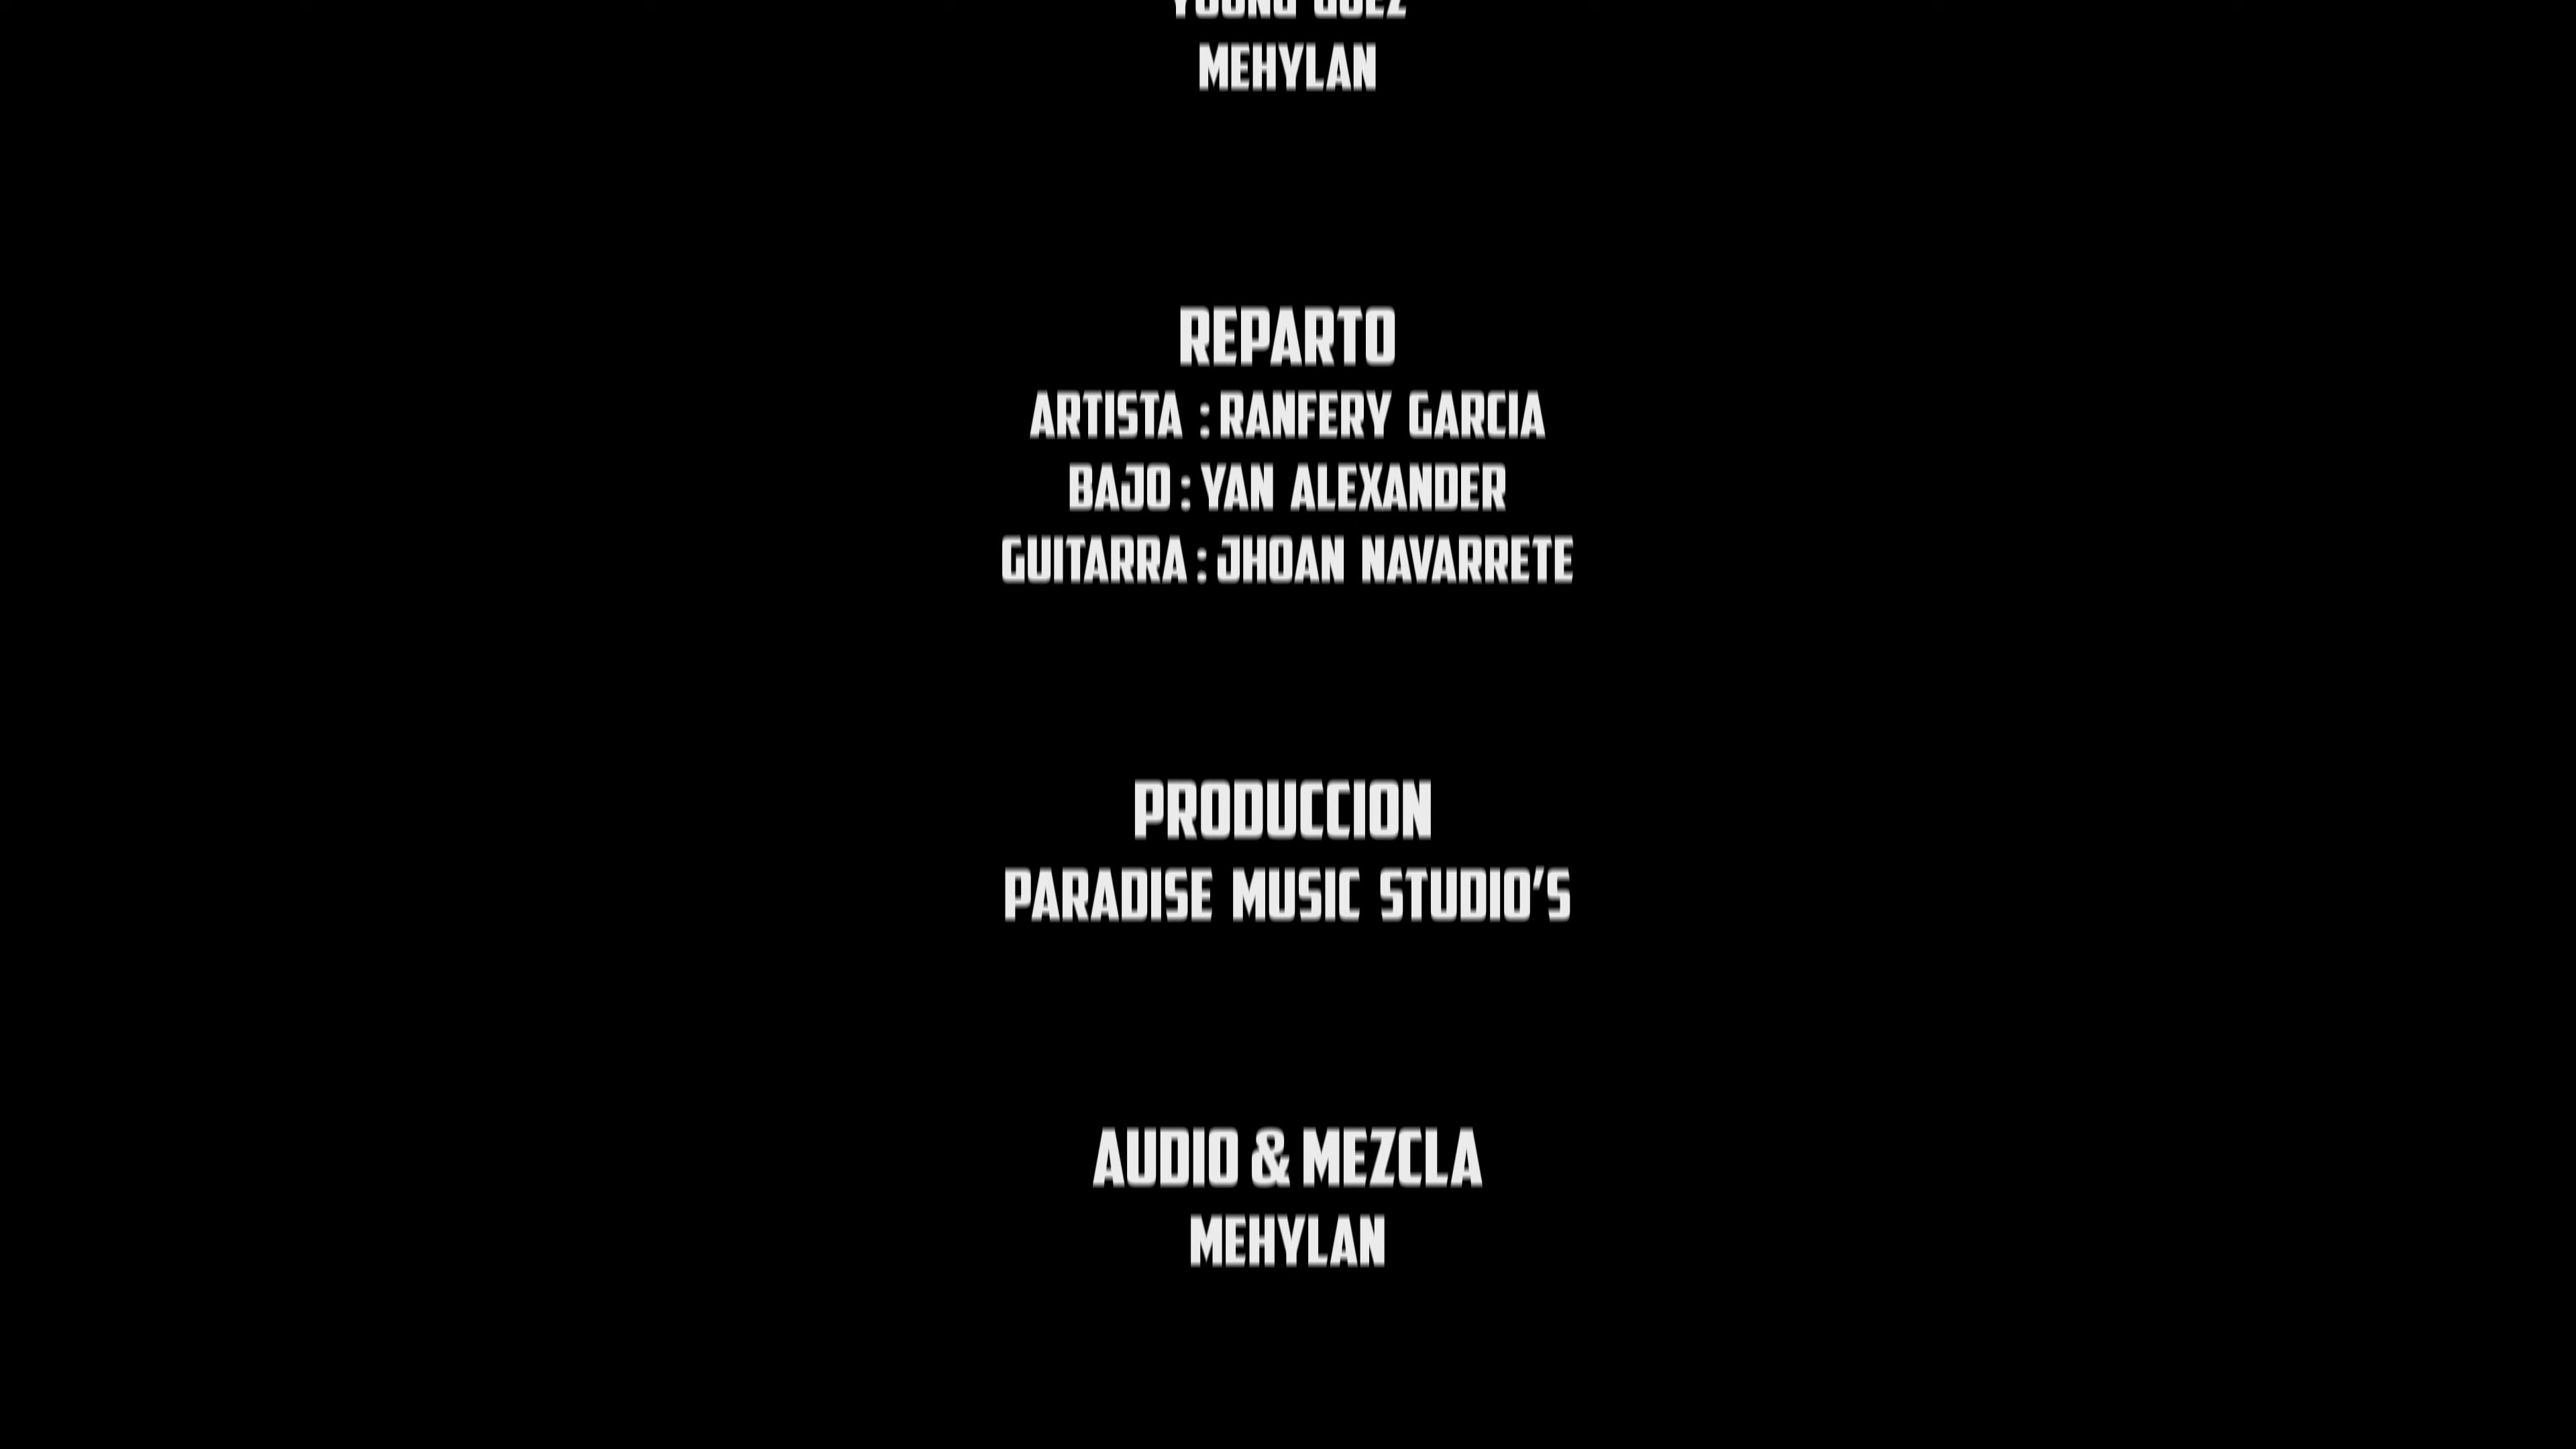 MEHYLAN
REPARTO
ARTISTA : RANFERY GARCIA
BAJO : YAN ALEXANDER
GUITARRA : JHOAN NAVARRETE
PRODUCCION
PARADISE MUSIC STUDIO'S
AUDIO & MEZCLA
MEHYLAN